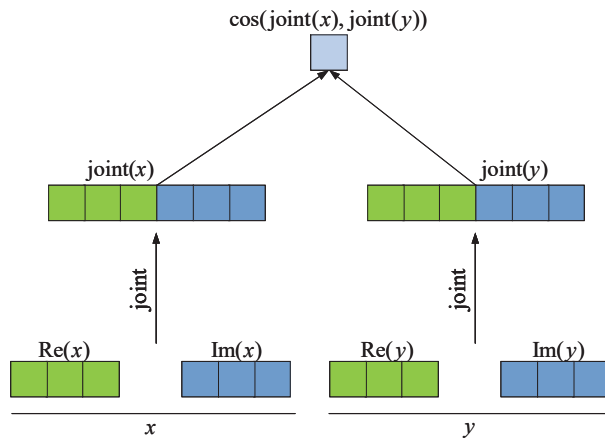 cos(joint(x), joint(y))
joint(x) joint(y)
joint joint
Re(x) Im(x) Re(y) Im(y)
x y